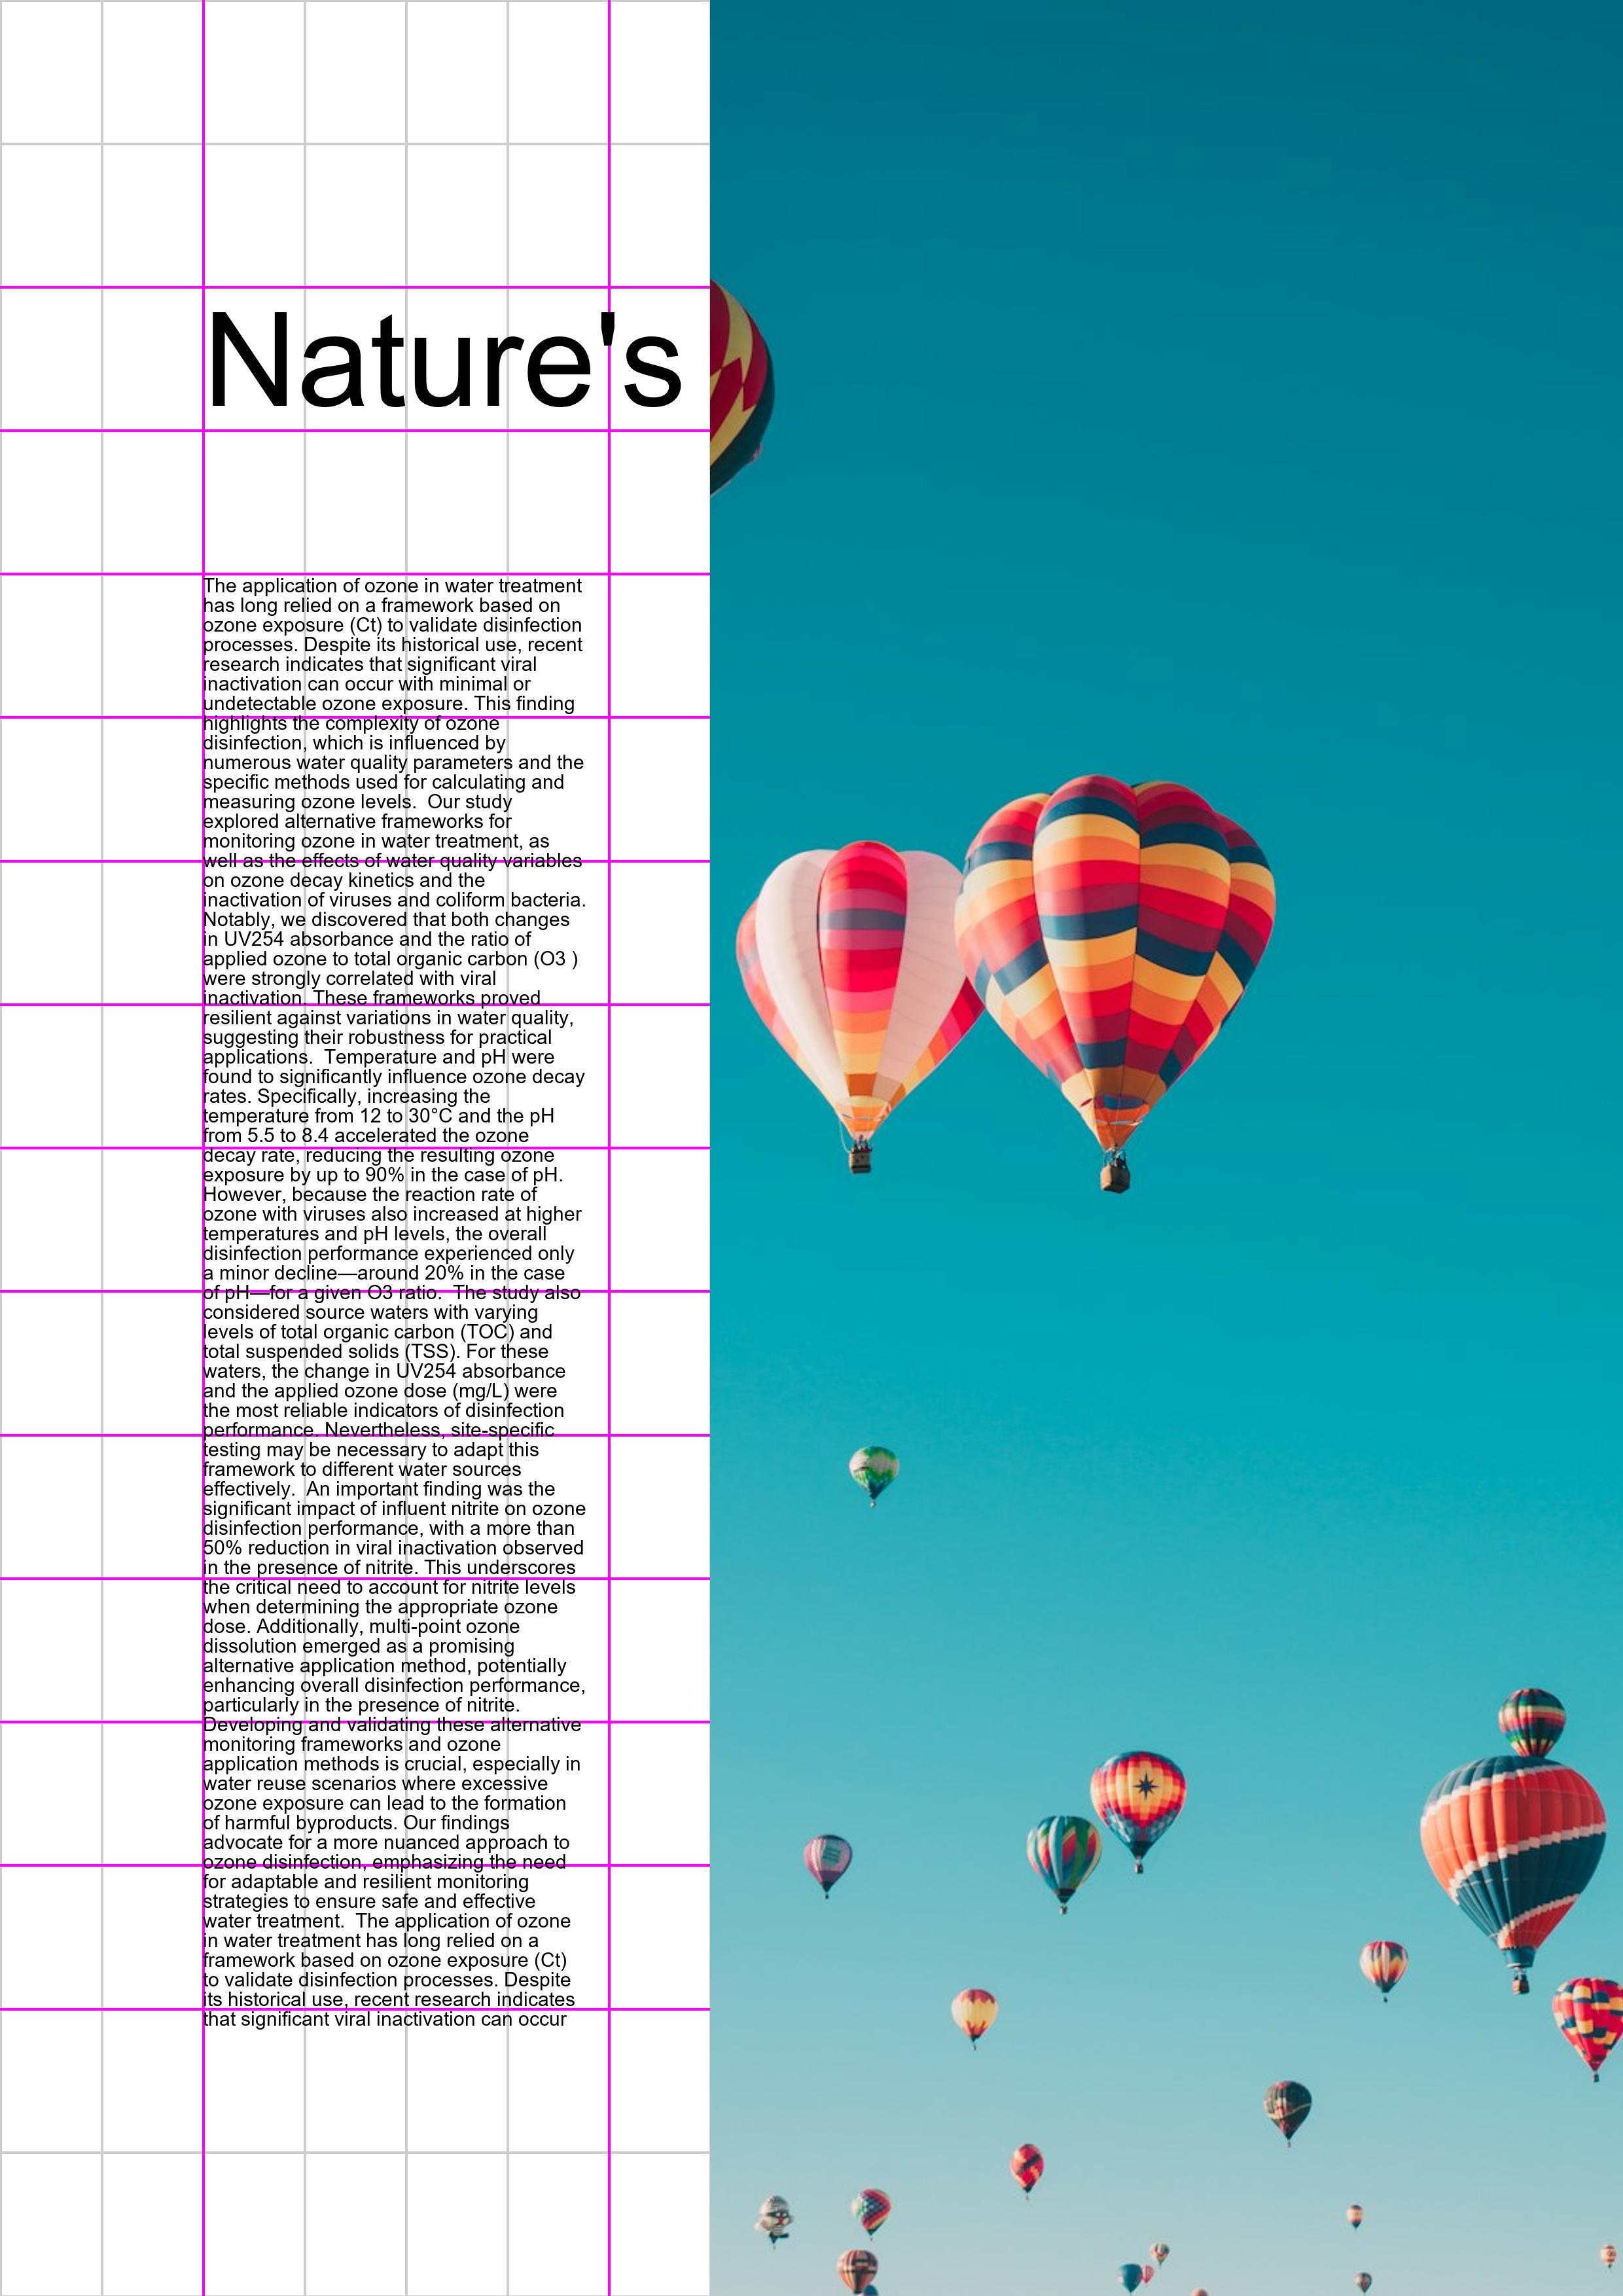 Nature's
The application of ozone in water treatment
has long relied on a framework based on
ozone exposure (Ct) to validate disinfection
processes. Despite its historical use, recent
research indicates that significant viral
inactivation can occur with minimal or
undetectable ozone exposure. This finding
highlights the complexity of ozone
disinfection, which is influenced by
numerous water quality parameters and the
specific methods used for calculating and
measuring ozone levels.  Our study
explored alternative frameworks for
monitoring ozone in water treatment, as
well as the effects of water quality variables
on ozone decay kinetics and the
inactivation of viruses and coliform bacteria.
Notably, we discovered that both changes
in UV254 absorbance and the ratio of
applied ozone to total organic carbon (O3 )
were strongly correlated with viral
inactivation. These frameworks proved
resilient against variations in water quality,
suggesting their robustness for practical
applications.  Temperature and pH were
found to significantly influence ozone decay
rates. Specifically, increasing the
temperature from 12 to 30°C and the pH
from 5.5 to 8.4 accelerated the ozone
decay rate, reducing the resulting ozone
exposure by up to 90% in the case of pH.
However, because the reaction rate of
ozone with viruses also increased at higher
temperatures and pH levels, the overall
disinfection performance experienced only
a minor decline—around 20% in the case
of pH—for a given O3 ratio.  The study also
considered source waters with varying
levels of total organic carbon (TOC) and
total suspended solids (TSS). For these
waters, the change in UV254 absorbance
and the applied ozone dose (mg/L) were
the most reliable indicators of disinfection
performance. Nevertheless, site-specific
testing may be necessary to adapt this
framework to different water sources
effectively.  An important finding was the
significant impact of influent nitrite on ozone
disinfection performance, with a more than
50% reduction in viral inactivation observed
in the presence of nitrite. This underscores
the critical need to account for nitrite levels
when determining the appropriate ozone
dose. Additionally, multi-point ozone
dissolution emerged as a promising
alternative application method, potentially
enhancing overall disinfection performance,
particularly in the presence of nitrite.
Developing and validating these alternative
monitoring frameworks and ozone
application methods is crucial, especially in
water reuse scenarios where excessive
ozone exposure can lead to the formation
of harmful byproducts. Our findings
advocate for a more nuanced approach to
ozone disinfection, emphasizing the need
for adaptable and resilient monitoring
strategies to ensure safe and effective
water treatment.  The application of ozone
in water treatment has long relied on a
framework based on ozone exposure (Ct)
to validate disinfection processes. Despite
its historical use, recent research indicates
that significant viral inactivation can occur